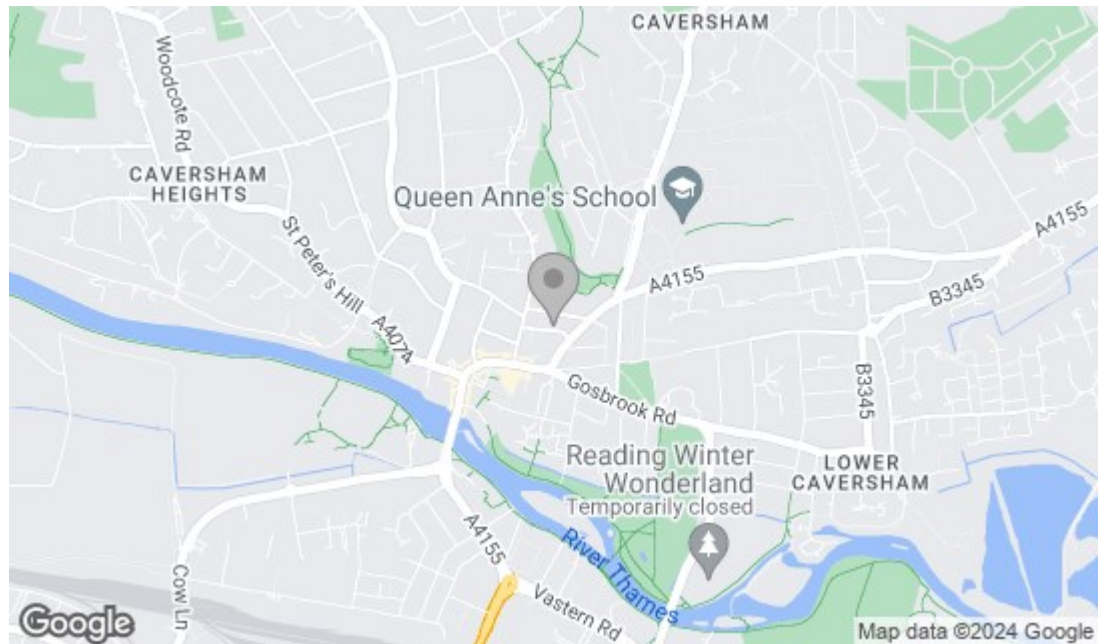 CAVERSHAM
Woodcote Rd
CAVERSHAM
HEIGHTS
Queen Anne's School
St Peter's Hill
A4155
A4155
B3345
A4074
B3345
Gosbrook Rd
Reading Winter
Wonderland
Temporarily closed
LOWER
CAVERSHAM
A4155
River Thames
Cow Ln
Vastern Rd
Google
Map data ©2024 Google